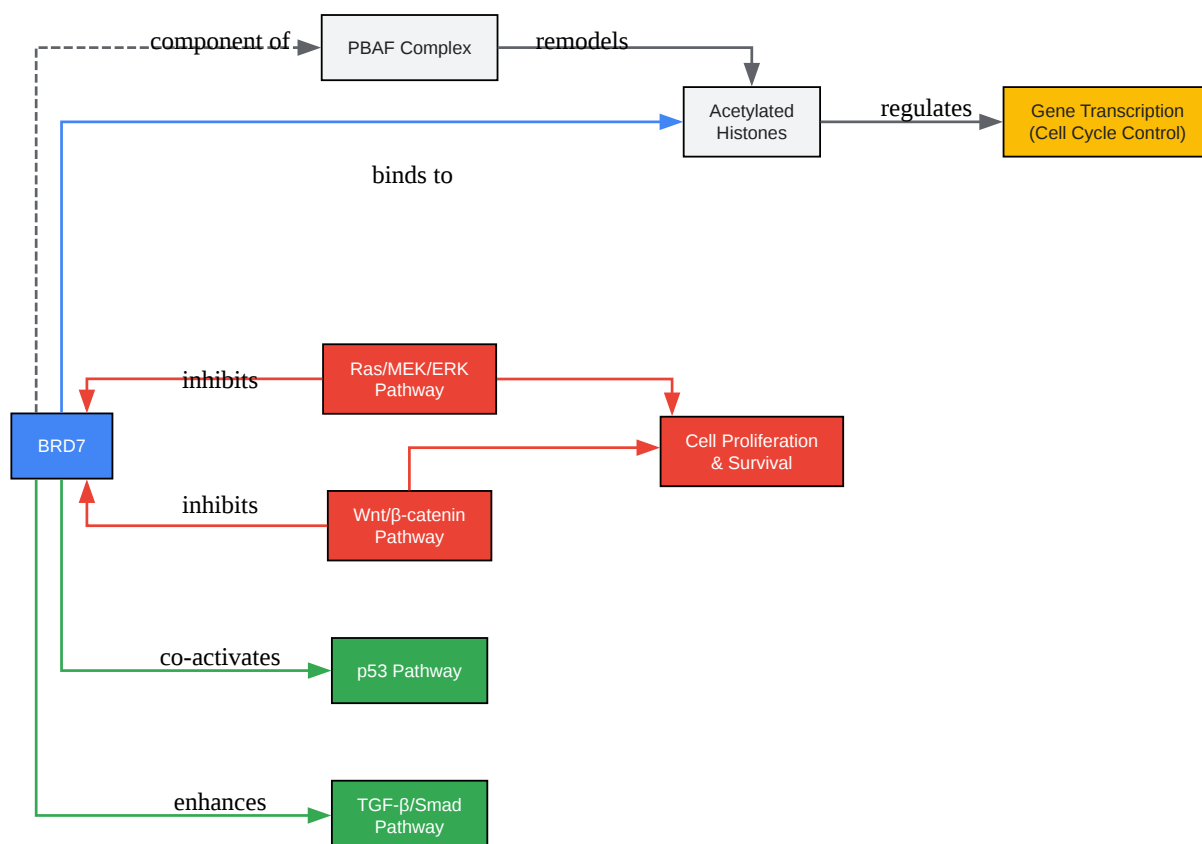 component of
PBAF Complex
remodels
Acetylated
Histones
regulates
Gene Transcription
(Cell Cycle Control)
binds to
inhibits
Ras/MEK/ERK
Pathway
BRD7
Cell Proliferation
& Survival
inhibits
Wnt/β-catenin
Pathway
co-activates
p53 Pathway
enhances
TGF-β/Smad
Pathway